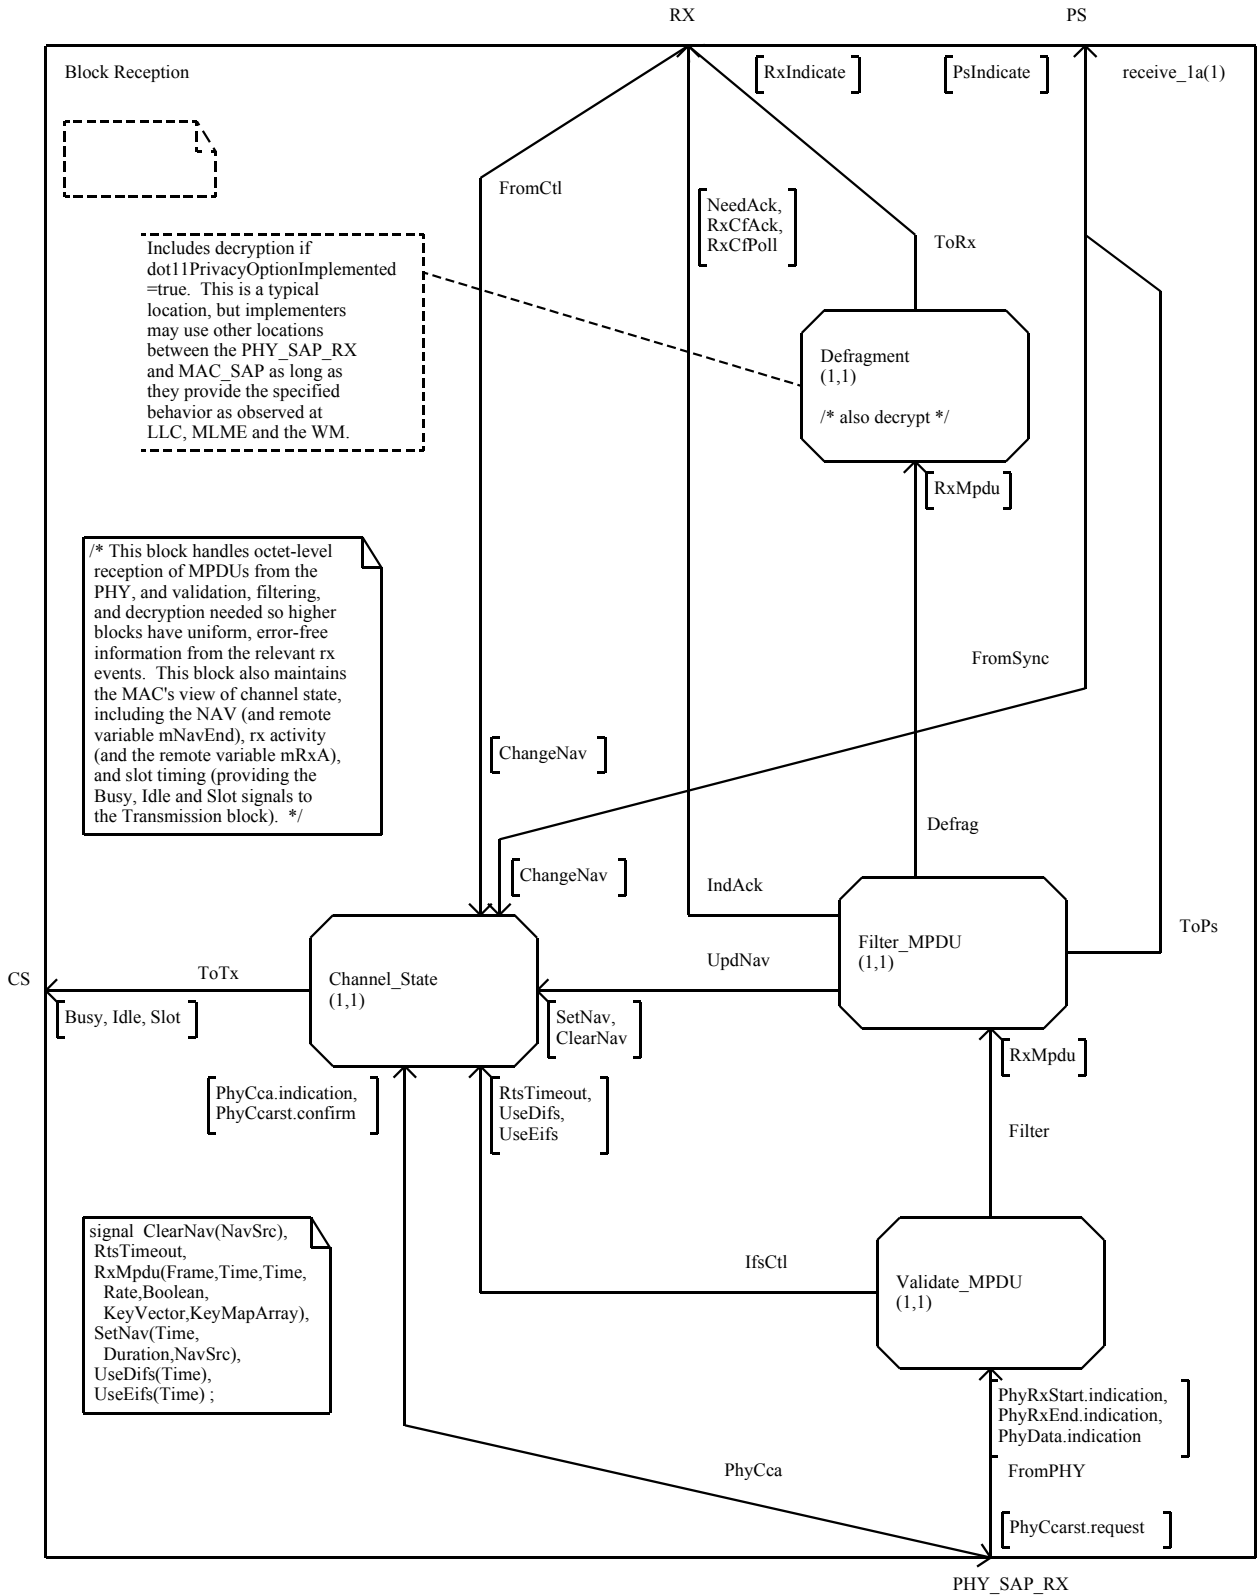 RX
PS
Block Reception
RxIndicate
PsIndicate
receive_1a(1)
FromCtl
NeedAck,
RxCfAck,
RxCfPoll
ToRx
Includes decryption if
dot11PrivacyOptionImplemented
=true.  This is a typical
location, but implementers
may use other locations
between the PHY_SAP_RX
and MAC_SAP as long as
they provide the specified
behavior as observed at
LLC, MLME and the WM.
Defragment
(1,1)
/* also decrypt */
RxMpdu
/* This block handles octet-level
reception of MPDUs from the
PHY, and validation, filtering,
and decryption needed so higher
blocks have uniform, error-free
information from the relevant rx
events.  This block also maintains
the MAC's view of channel state,
including the NAV (and remote
variable mNavEnd), rx activity
(and the remote variable mRxA),
and slot timing (providing the
Busy, Idle and Slot signals to
the Transmission block).  */
FromSync
ChangeNav
Defrag
ChangeNav
IndAck
ToPs
Filter_MPDU
(1,1)
UpdNav
CS
ToTx
Channel_State
(1,1)
Busy, Idle, Slot
SetNav,
ClearNav
RxMpdu
PhyCca.indication,
PhyCcarst.confirm
RtsTimeout,
UseDifs,
UseEifs
Filter
signal  ClearNav(NavSrc),
RtsTimeout,
RxMpdu(Frame,Time,Time,
Rate,Boolean,
KeyVector,KeyMapArray),
SetNav(Time,
Duration,NavSrc),
UseDifs(Time),
UseEifs(Time) ;
IfsCtl
Validate_MPDU
(1,1)
PhyRxStart.indication,
PhyRxEnd.indication,
PhyData.indication
PhyCca
FromPHY
PhyCcarst.request
PHY_SAP_RX